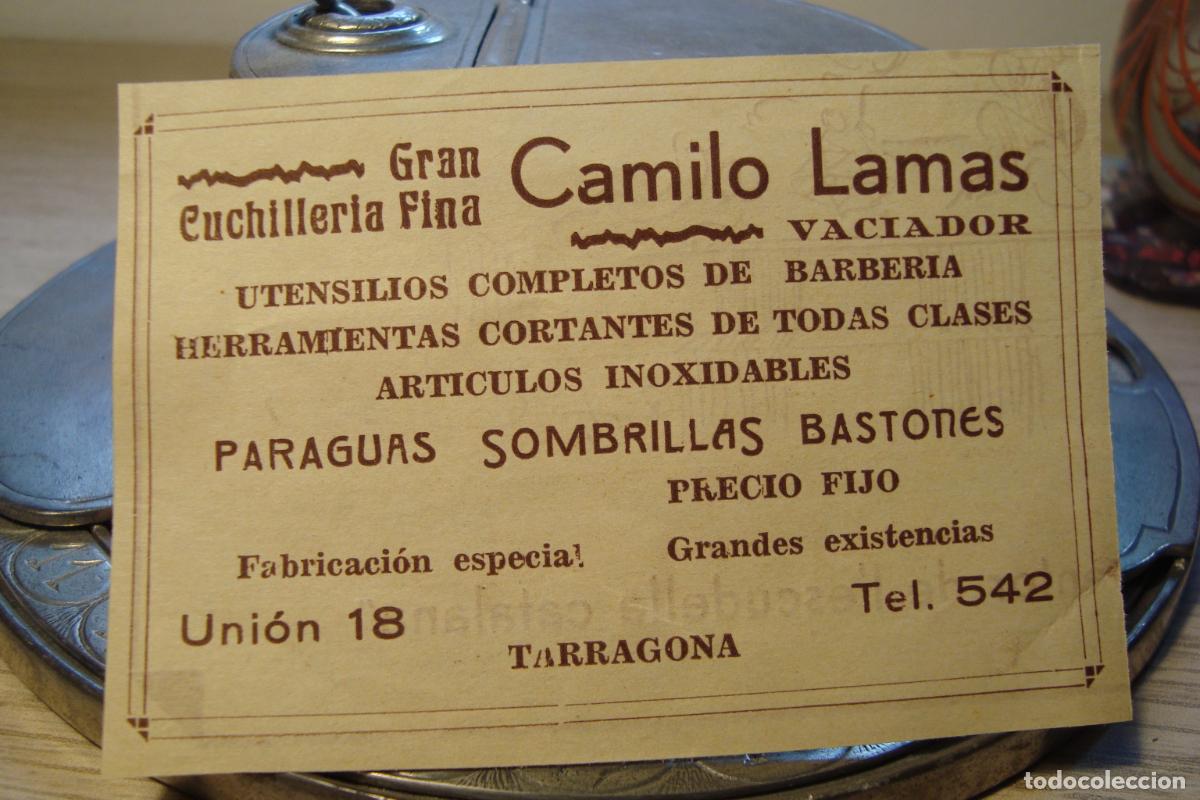 Gran
Cuchilleria Fina
Camilo Lamas
VACIADOR
UTENSILIOS COMPLETOS DE BARBERIA
HERRAMIENTAS CORTANTES DE TODAS CLASES
ARTICULOS INOXIDABLES
PARAGUAS SOMBRILLAS BASTONES
PRECIO FIJO
Fabricación especial
Grandes existencias
Unión 18
Tel. 542
TARRAGONA
todocoleccion